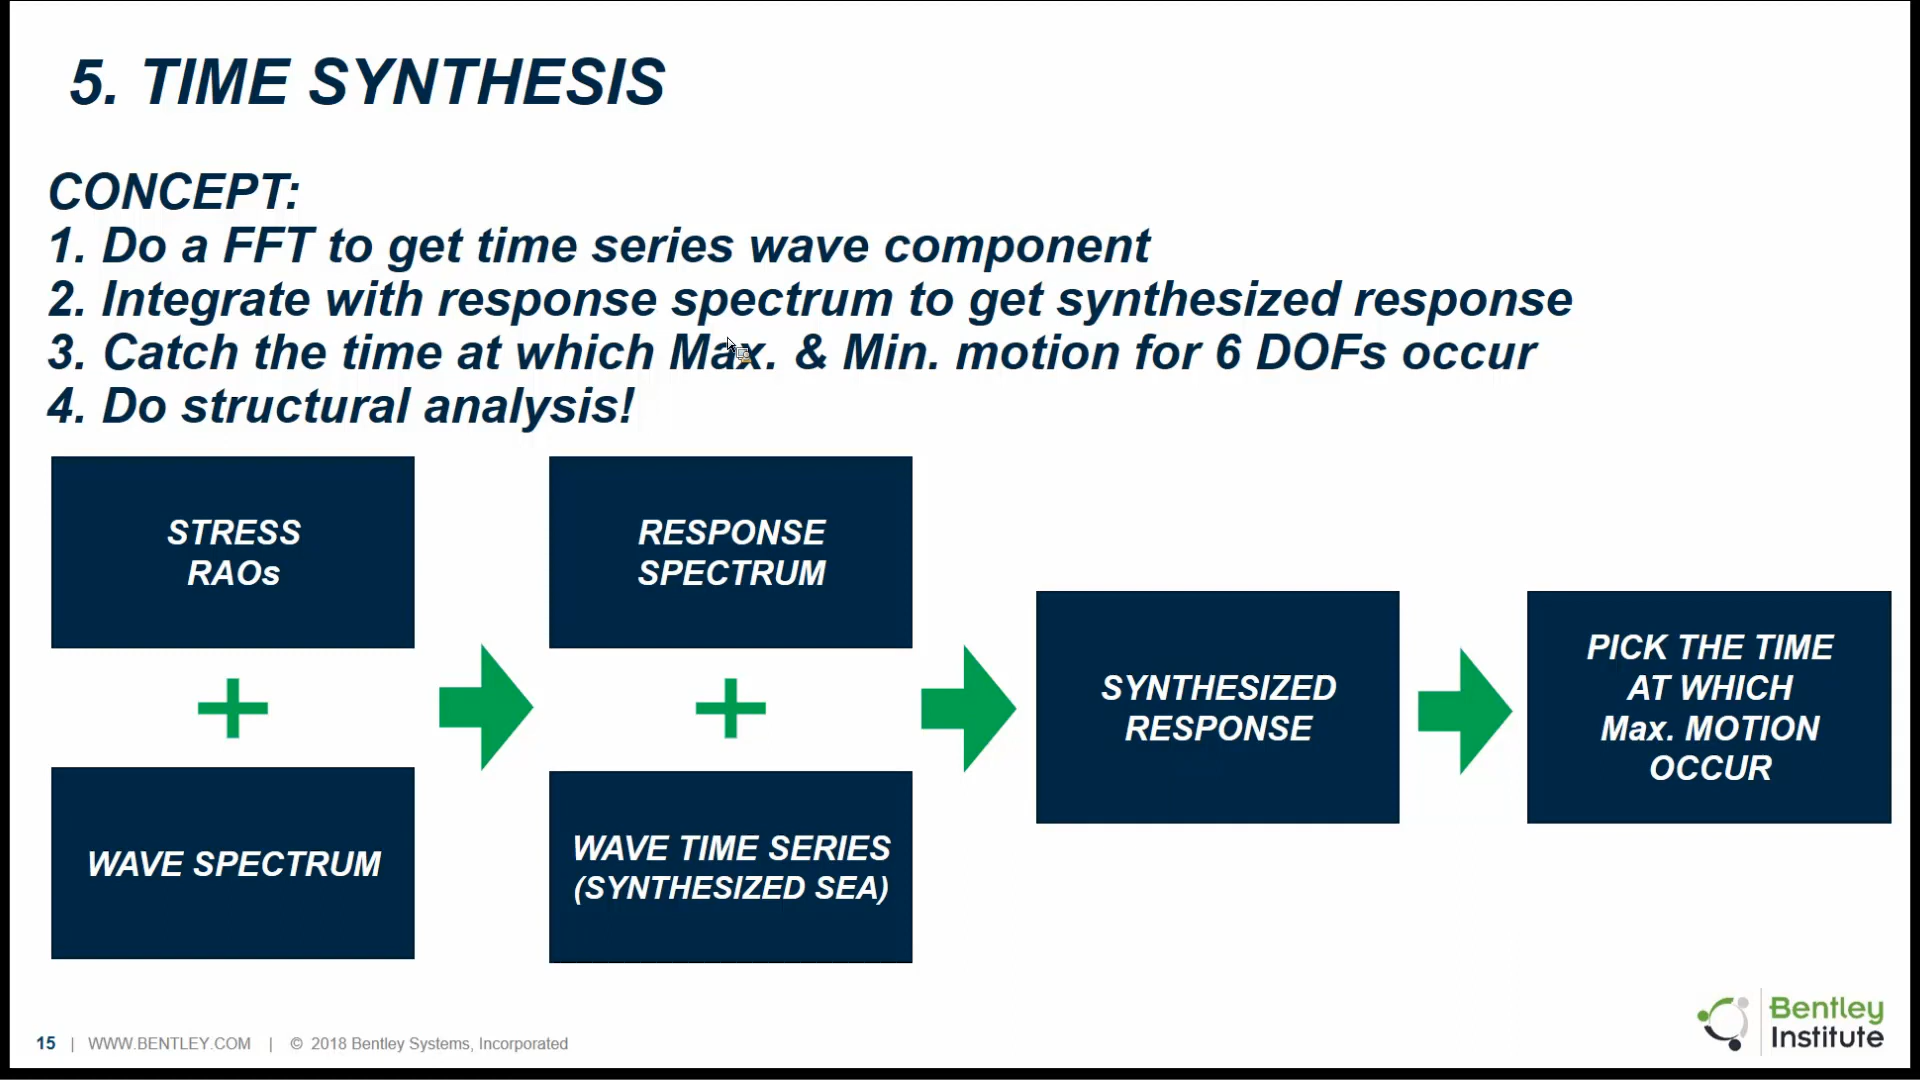 5. TIME SYNTHESIS
CONCEPT:
1. Do a FFT to get time series wave component
2. Integrate with response spectrum to get synthesized response
3. Catch the time at which Max. & Min. motion for 6 DOFs occur
4. Do structural analysis!
STRESS
RAOs
WAVE SPECTRUM
RESPONSE
SPECTRUM
WAVE TIME SERIES
(SYNTHESIZED SEA)
SYNTHESIZED
RESPONSE
PICK THE TIME
AT WHICH
Max. MOTION
OCCUR
15 | WWW.BENTLEY.COM | © 2018 Bentley Systems, Incorporated
Bentley
Institute